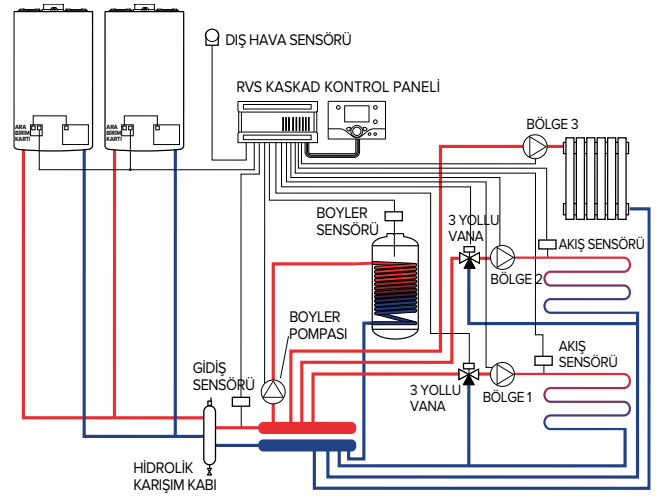 DIŞ HAVA SENSÖRÜ
RVS KASKAD KONTROL PANELİ
ARA
BİRİM
KARTI
ARA
BİRİM
KARTI
BÖLGE 3
BOYLER
SENSÖRÜ
3 YOLLU
VANA
AKIŞ SENSÖRÜ
BÖLGE 2
BOYLER
POMPASI
GİDİŞ
SENSÖRÜ
AKIŞ
SENSÖRÜ
3 YOLLU
VANA
BÖLGE 1
HİDROLİK
KARIŞIM KABI